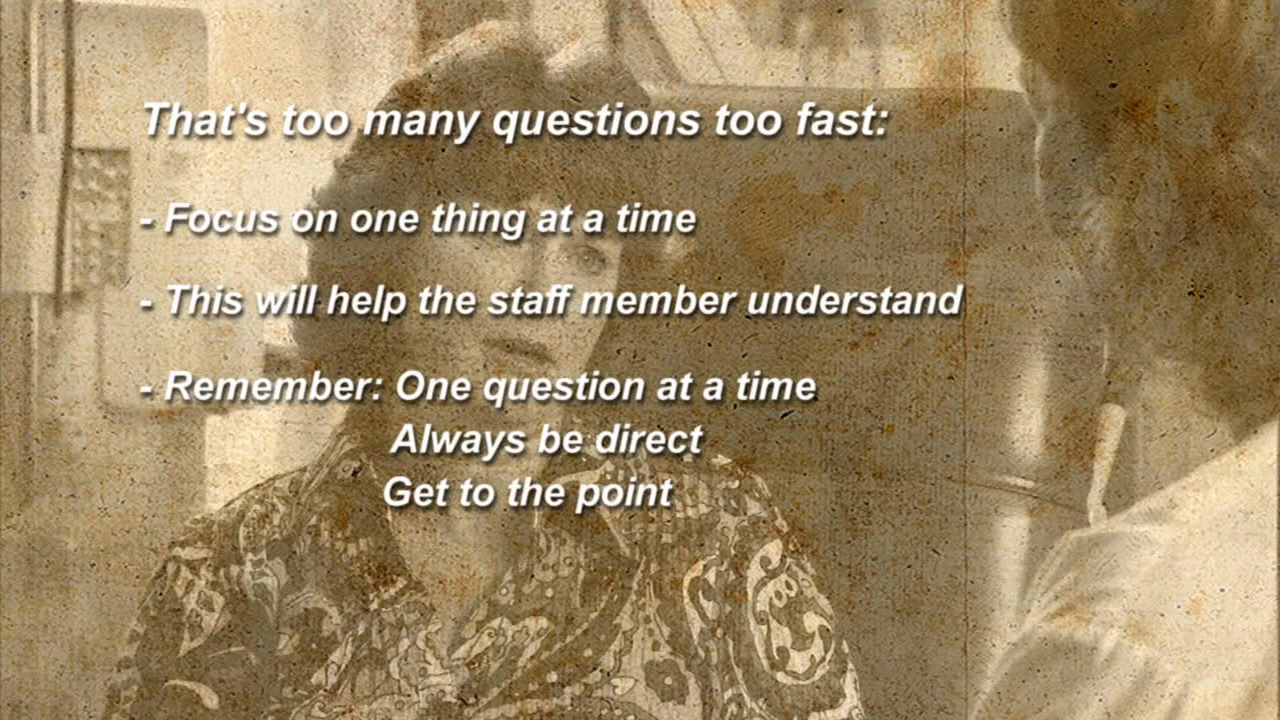 That's too many questions too fast:
- Focus on one thing at a time
- This will help the staff member understand
- Remember: One question at a time
Always be direct
Get to the point